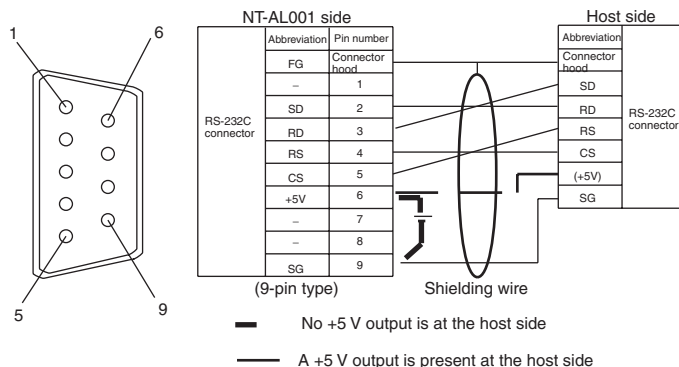 NT-AL001 side
Host side
1
6
5
9
Abbreviation Pin number
FG Connector hood
– 1
SD 2
RD 3
RS 4
CS 5
+5V 6
– 7
– 8
SG 9
RS-232C
connector
(9-pin type)
Shielding wire
Abbreviation
Connector
hood
SD
RD
RS
CS
(+5V)
SG
RS-232C
connector
No +5 V output is at the host side
A +5 V output is present at the host side